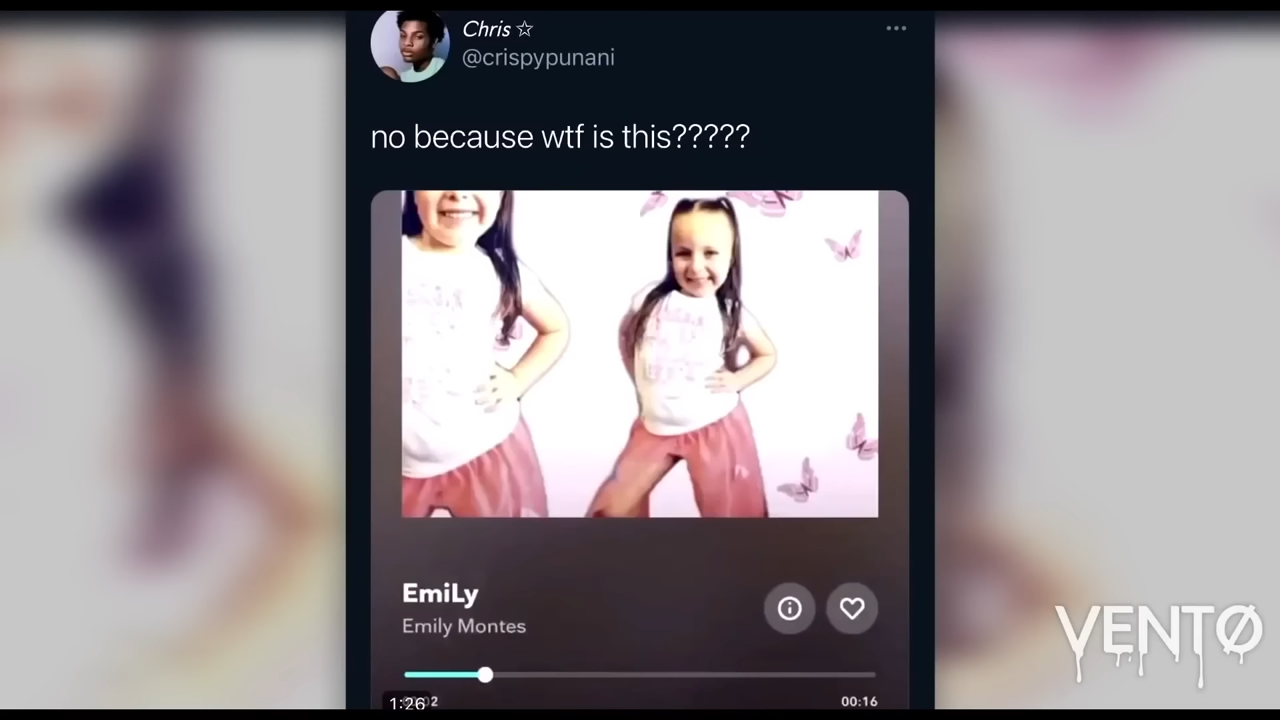 Chris ☆
@crispypunani
no because wtf is this?????
EmiLy
Emily Montes
1:26
00:16
VENTØ